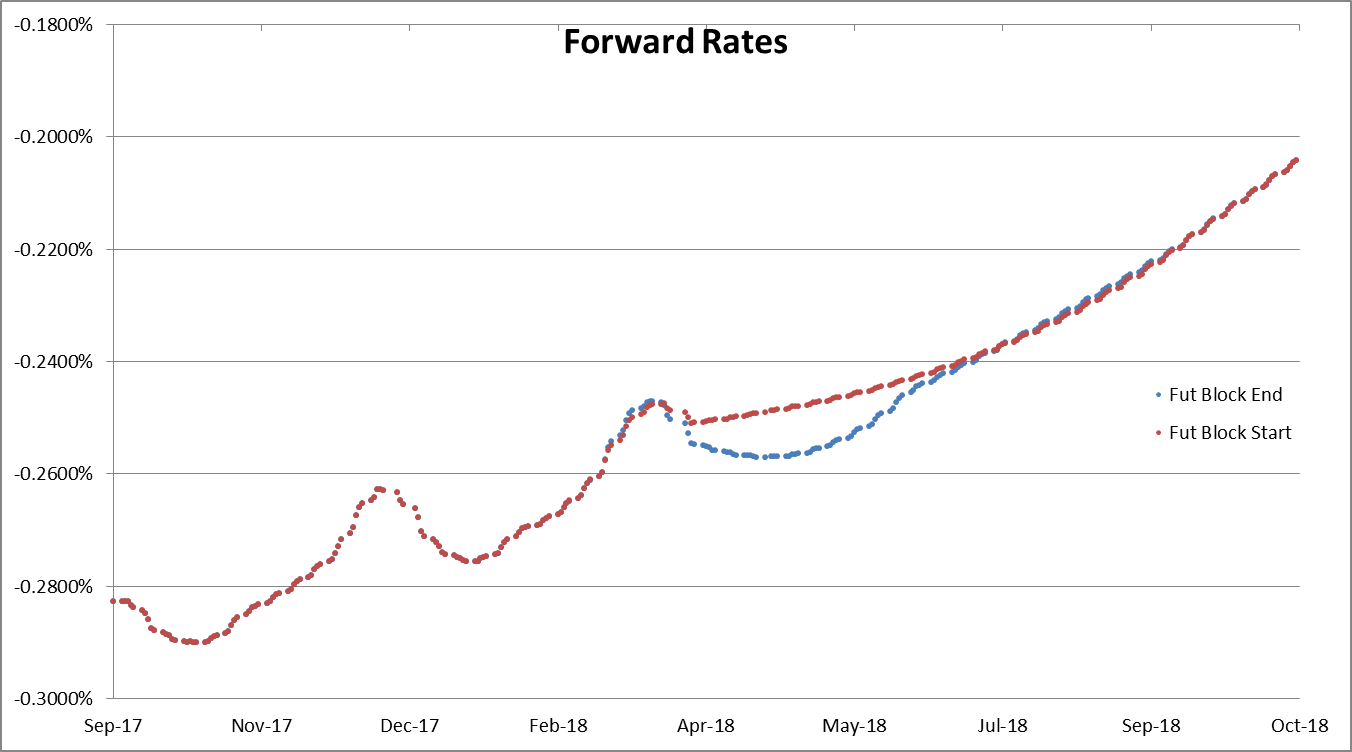 Forward Rates
-0.1800%
-0.2000%
-0.2200%
-0.2400%
-0.2600%
-0.2800%
-0.3000%
Sep-17 Nov-17 Dec-17 Feb-18 Apr-18 May-18 Jul-18 Sep-18 Oct-18
Fut Block End
Fut Block Start